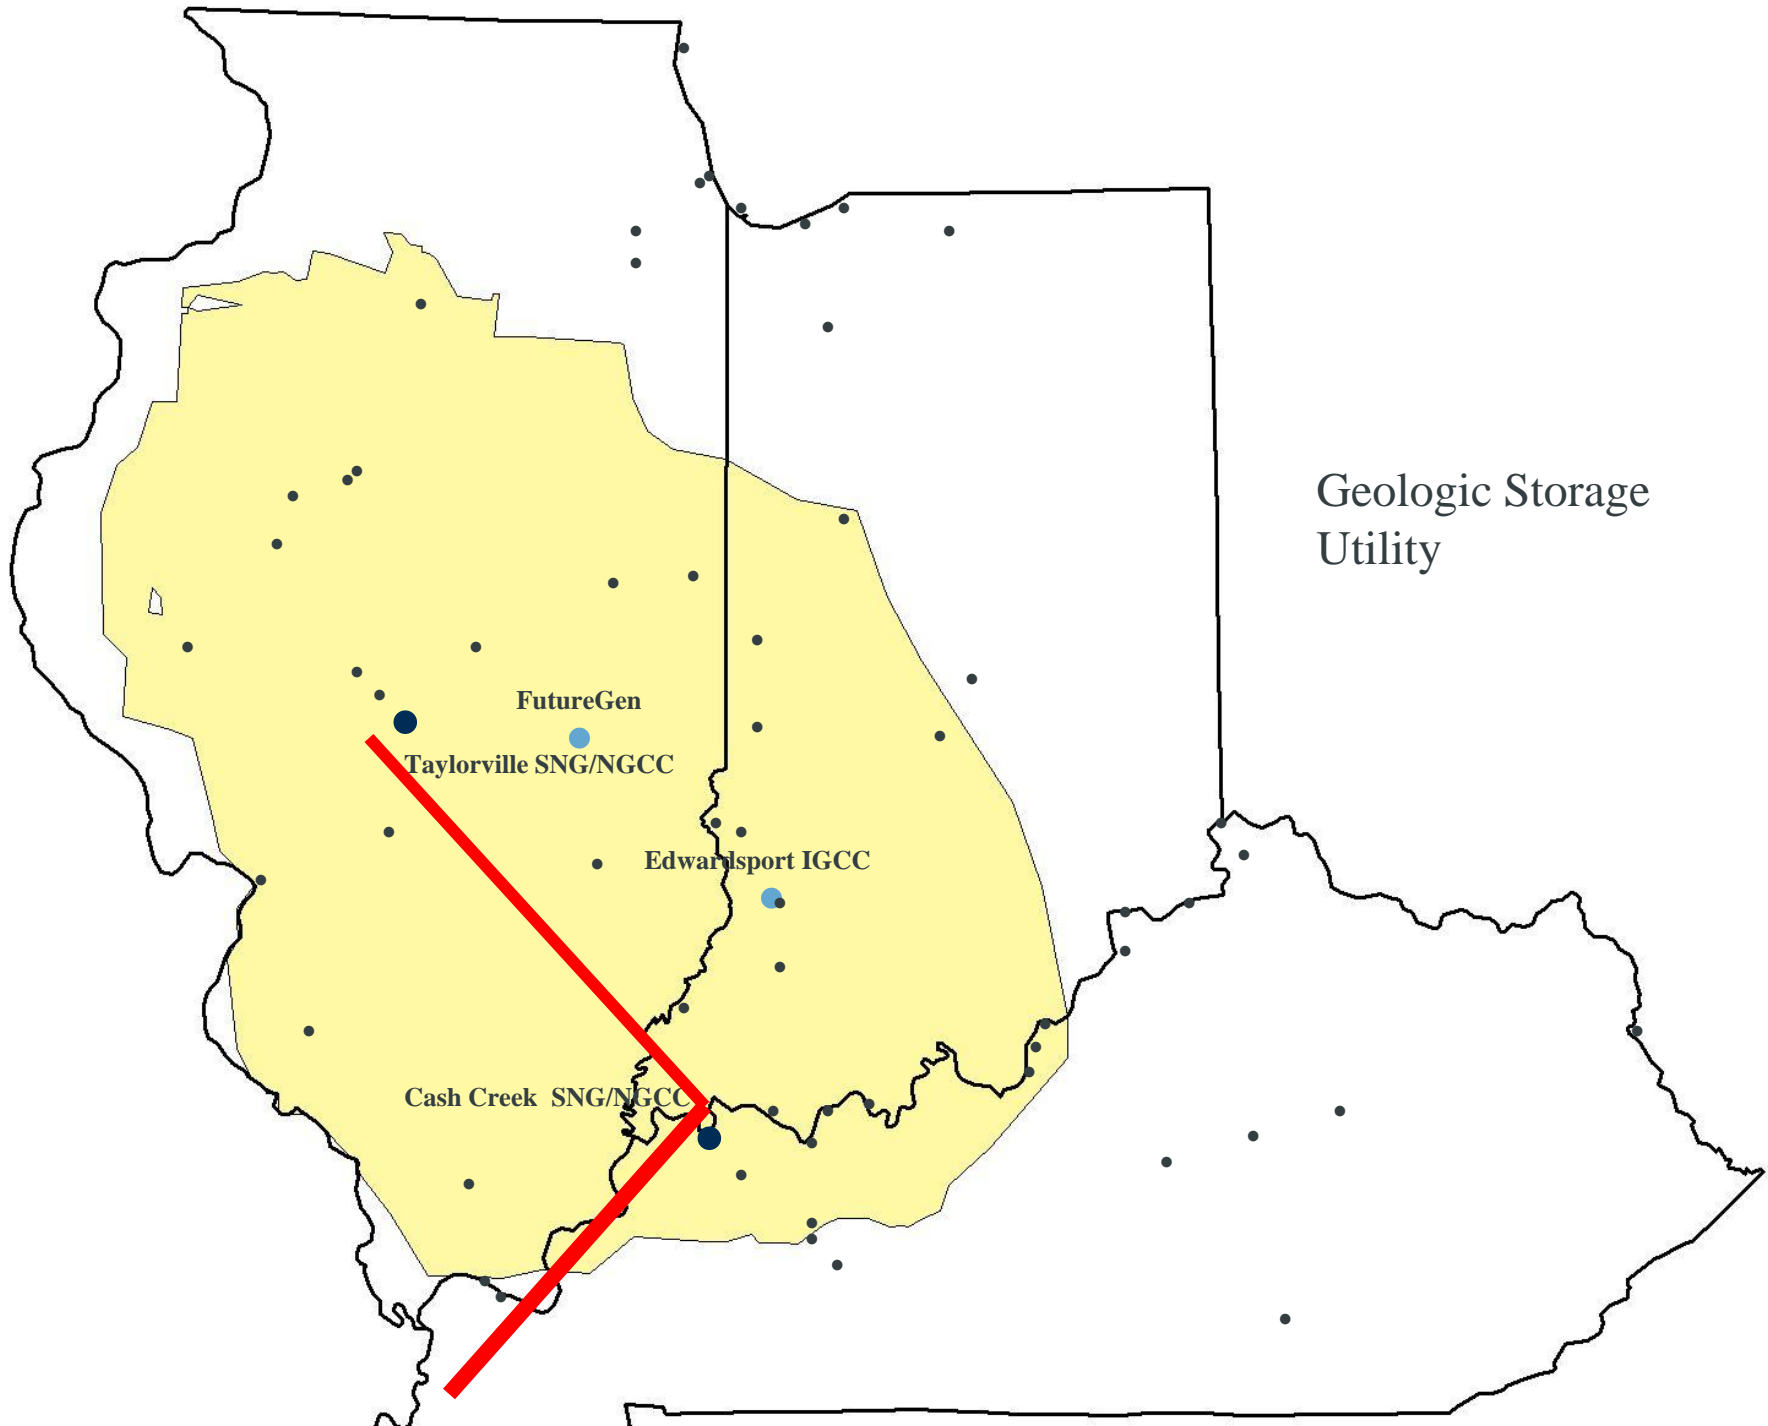 Geologic Storage
Utility
FutureGen
Taylorville SNG/NGCC
Edwardsport IGCC
Cash Creek SNG/NGCC